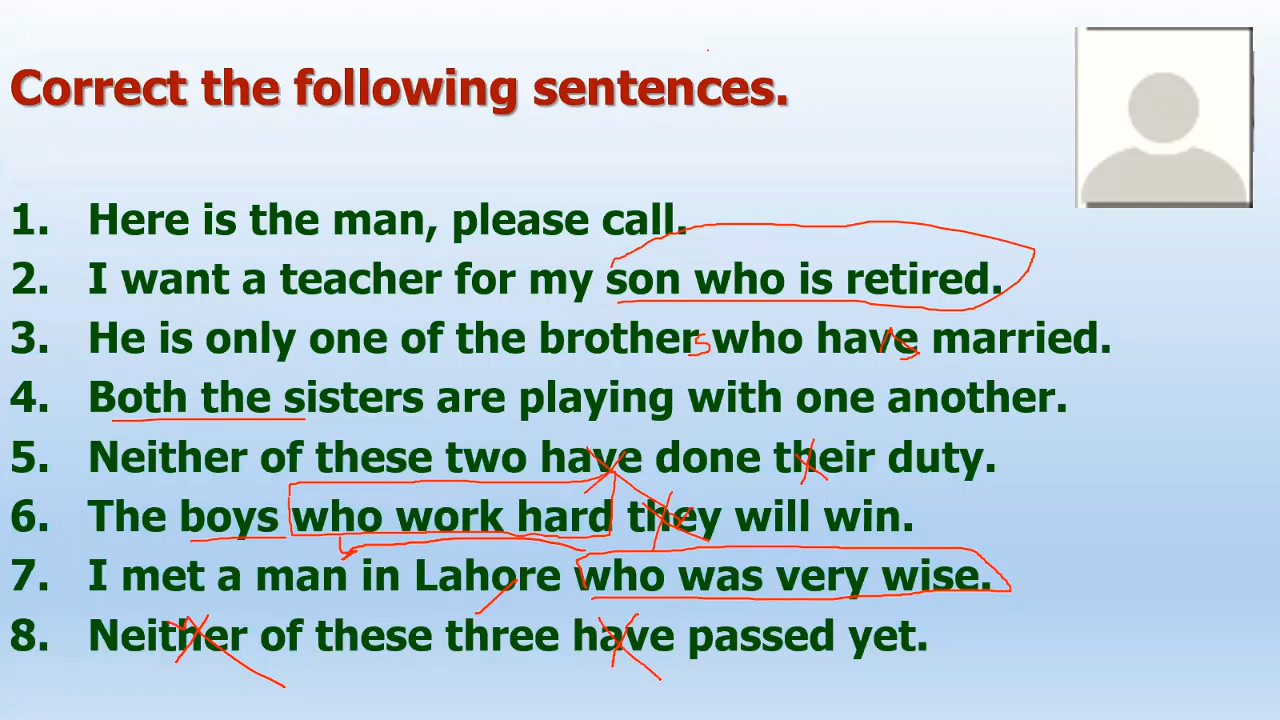 Correct the following sentences.
1. Here is the man, please call.
2. I want a teacher for my son who is retired.
3. He is only one of the brothers who have married.
4. Both the sisters are playing with one another.
5. Neither of these two have done their duty.
6. The boys who work hard they will win.
7. I met a man in Lahore who was very wise.
8. Neither of these three have passed yet.